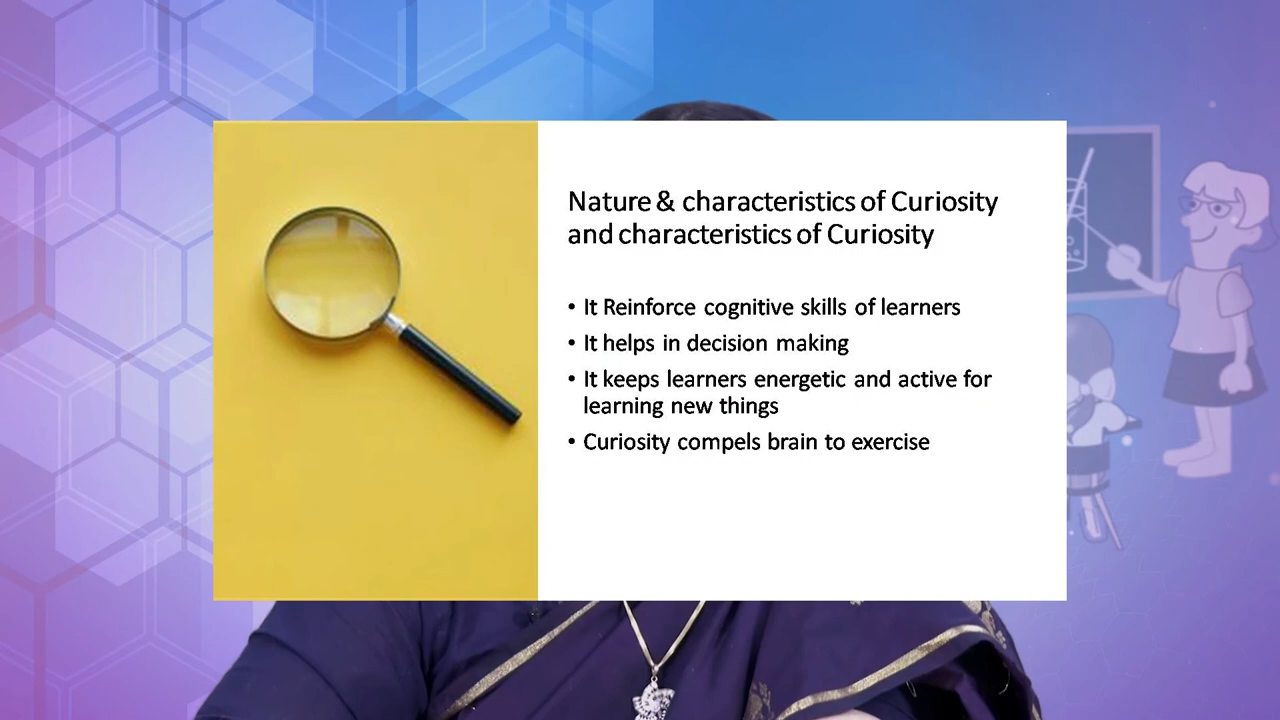 Nature & characteristics of Curiosity
and characteristics of Curiosity
• It Reinforce cognitive skills of learners
• It helps in decision making
• It keeps learners energetic and active for
learning new things
• Curiosity compels brain to exercise